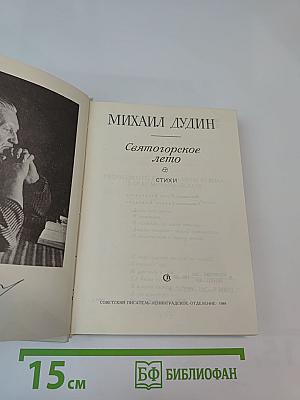 МИХАИЛ ДУДИН
Святогорское
лето
СТИХИ
СОВЕТСКИЙ ПИСАТЕЛЬ · ЛЕНИНГРАДСКОЕ ОТДЕЛЕНИЕ
15 см
БФ БИБЛИОФАН